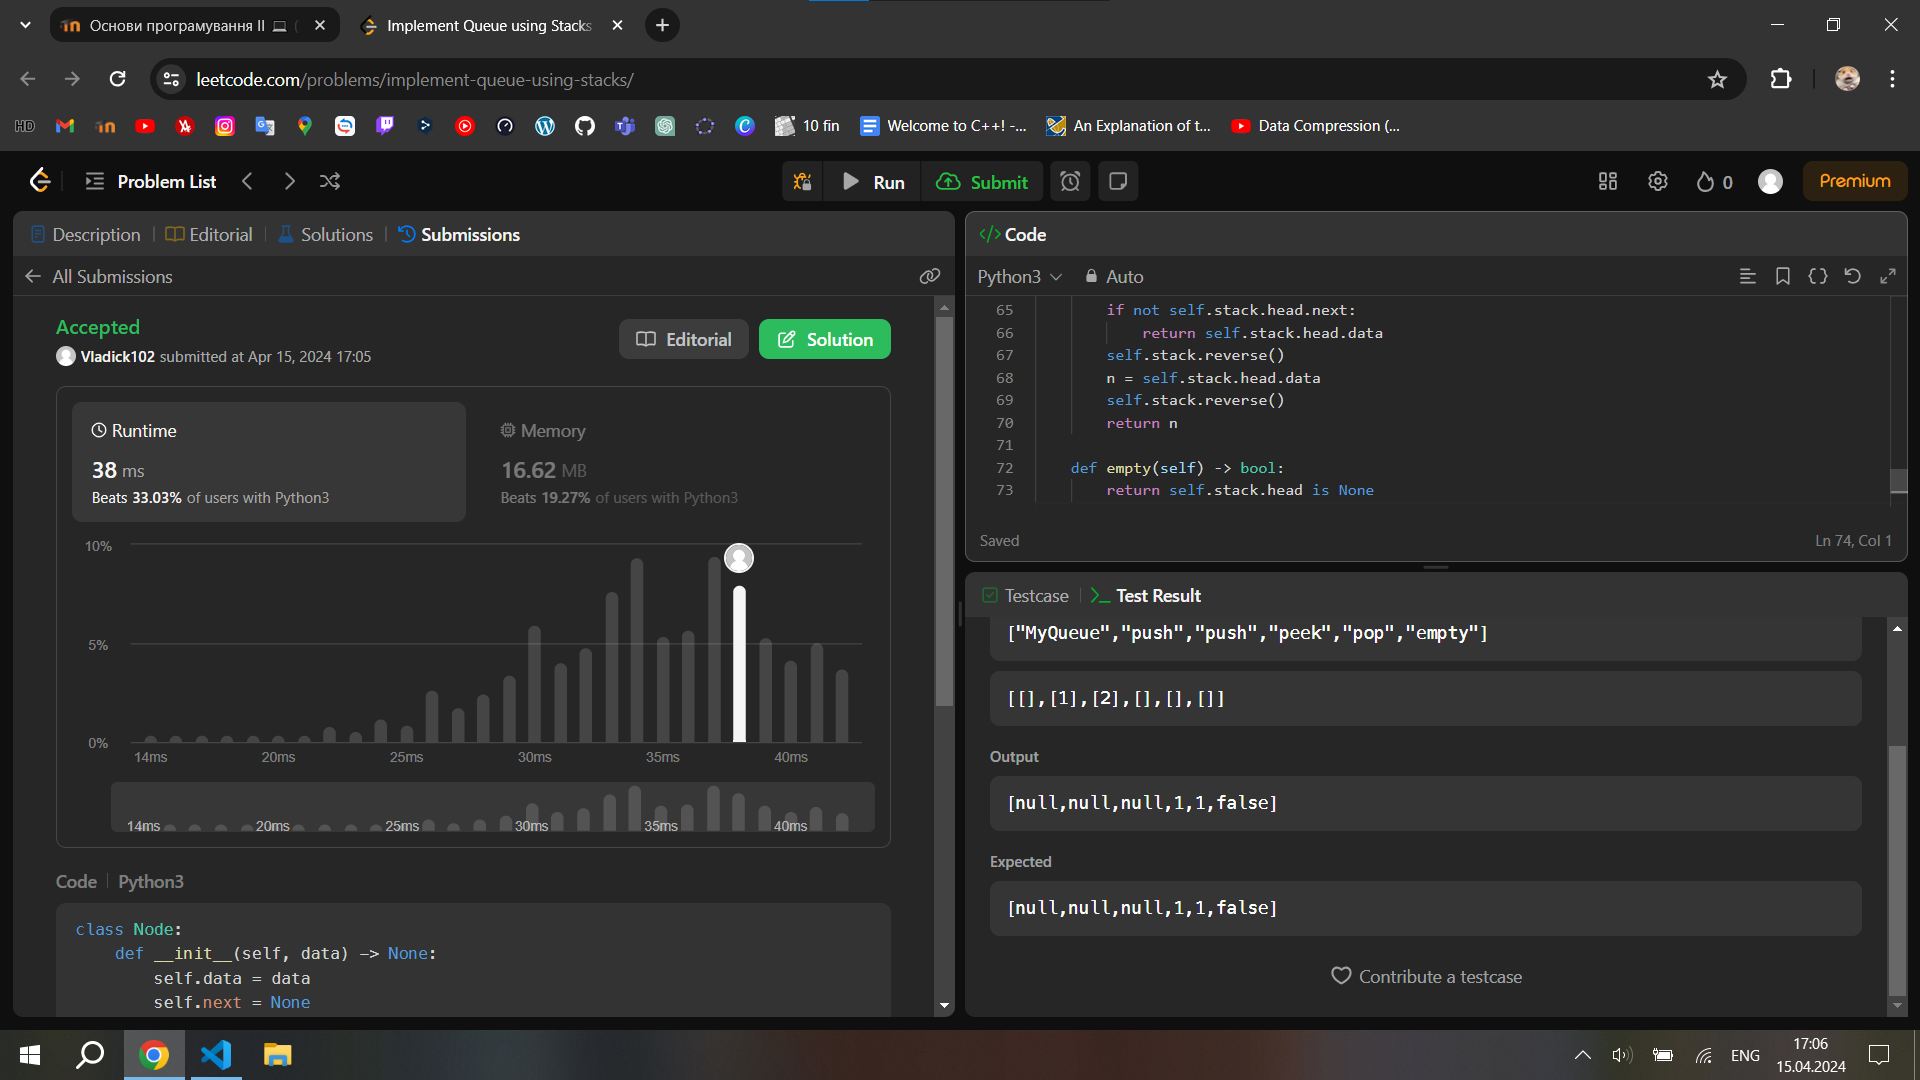 Основи програмування II 💻 (
Implement Queue using Stacks
leetcode.com/problems/implement-queue-using-stacks/
HD
10 fin
Welcome to C++! -...
An Explanation of t...
Data Compression (...
Problem List
Run
Submit
0
Premium
Description
Editorial
Solutions
Submissions
All Submissions
Accepted
Vladick102 submitted at Apr 15, 2024 17:05
Editorial
Solution
Runtime
38 ms
Beats 33.03% of users with Python3
Memory
16.62 MB
Beats 19.27% of users with Python3
10%
5%
0%
14ms 20ms 25ms 30ms 35ms 40ms
14ms 20ms 25ms 30ms 35ms 40ms
Code | Python3
class Node:
def __init__(self, data) -> None:
self.data = data
self.next = None
</> Code
Python3
Auto
65 if not self.stack.head.next:
66 return self.stack.head.data
67 self.stack.reverse()
68 n = self.stack.head.data
69 self.stack.reverse()
70 return n
71
72 def empty(self) -> bool:
73 return self.stack.head is None
Saved
Ln 74, Col 1
Testcase
Test Result
["MyQueue","push","push","peek","pop","empty"]
[[],[1],[2],[],[],[]]
Output
[null,null,null,1,1,false]
Expected
[null,null,null,1,1,false]
Contribute a testcase
ENG
17:06
15.04.2024